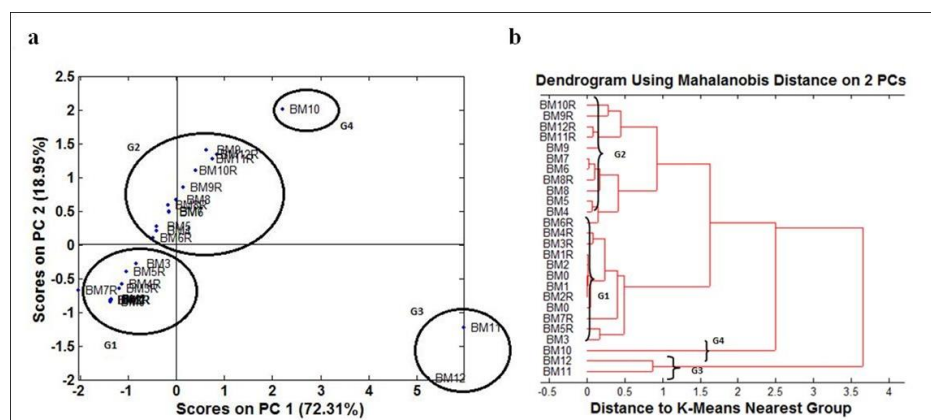 a
b
2.5
2
1.5
1
0.5
0
-0.5
-1
-1.5
-2
-2
-1
0
1
2
3
4
5
6
Scores on PC 2 (18.95%)
Scores on PC 1 (72.31%)
BM10
G4
G2
BM11R
BM10R
BM9R
BM8
BM6
BM5
BM6R
BM3
BM5R
BM4R
BM3R
BM7R
G1
G3
BM11
BM12
Dendrogram Using Mahalanobis Distance on 2 PCs
BM10R
BM9R
BM12R
BM11R
BM9
BM7
BM6
BM8R
BM8
BM5
BM4
BM6R
BM4R
BM3R
BM1R
BM2
BM0
BM1
BM2R
BM0
BM7R
BM5R
BM3
BM10
BM12
BM11
G2
G1
G4
G3
-0.5
0
0.5
1
1.5
2
2.5
3
3.5
4
Distance to K-Means Nearest Group